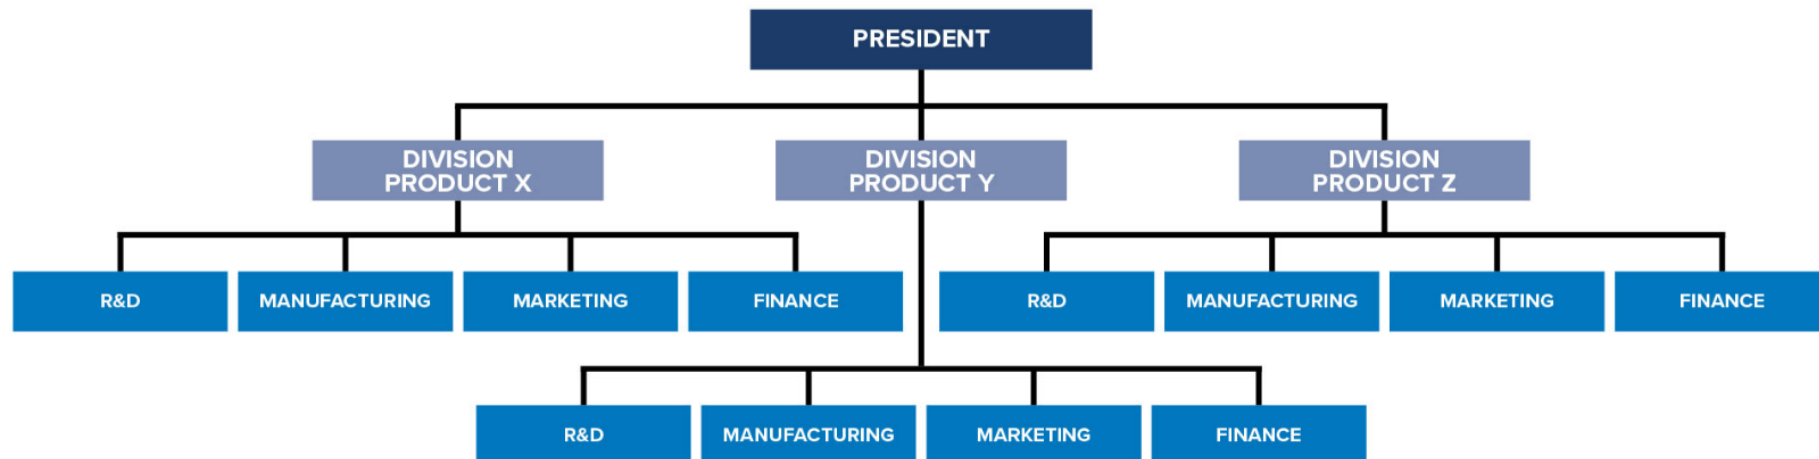 PRESIDENT
DIVISION
PRODUCT X
DIVISION
PRODUCT Y
DIVISION
PRODUCT Z
R&D
MANUFACTURING
MARKETING
FINANCE
R&D
MANUFACTURING
MARKETING
FINANCE
R&D
MANUFACTURING
MARKETING
FINANCE